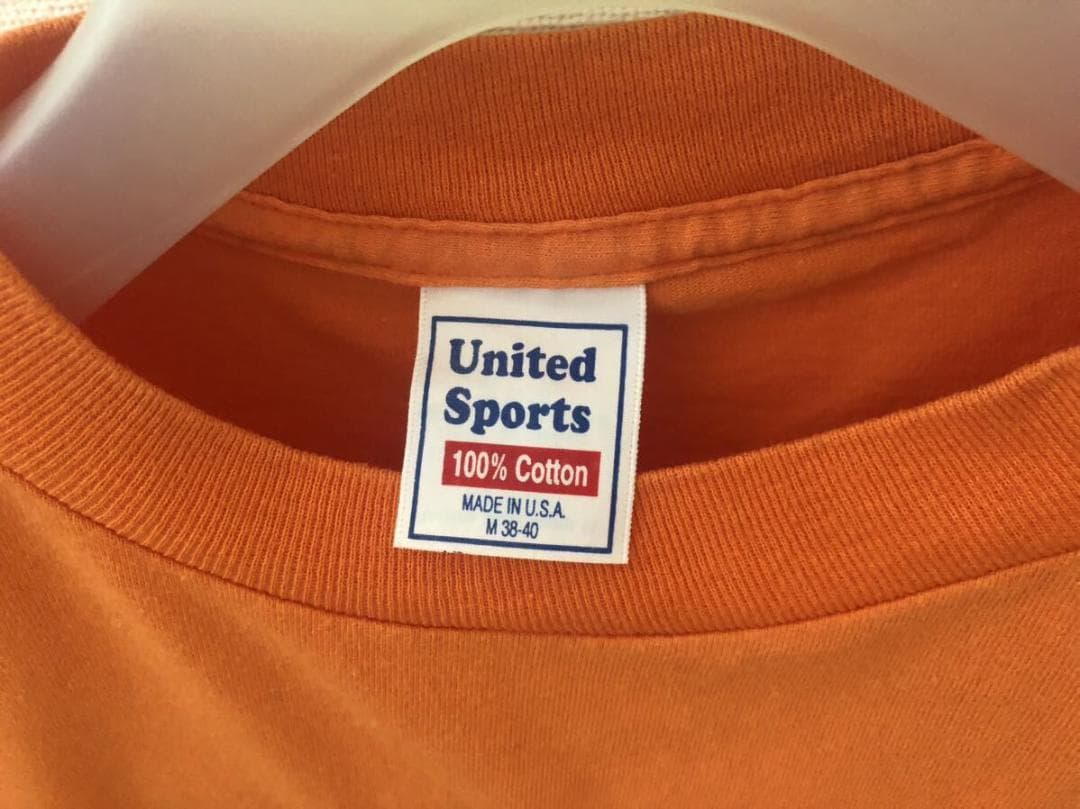 United
Sports
100% Cotton
MADE IN U.S.A.
M 38-40